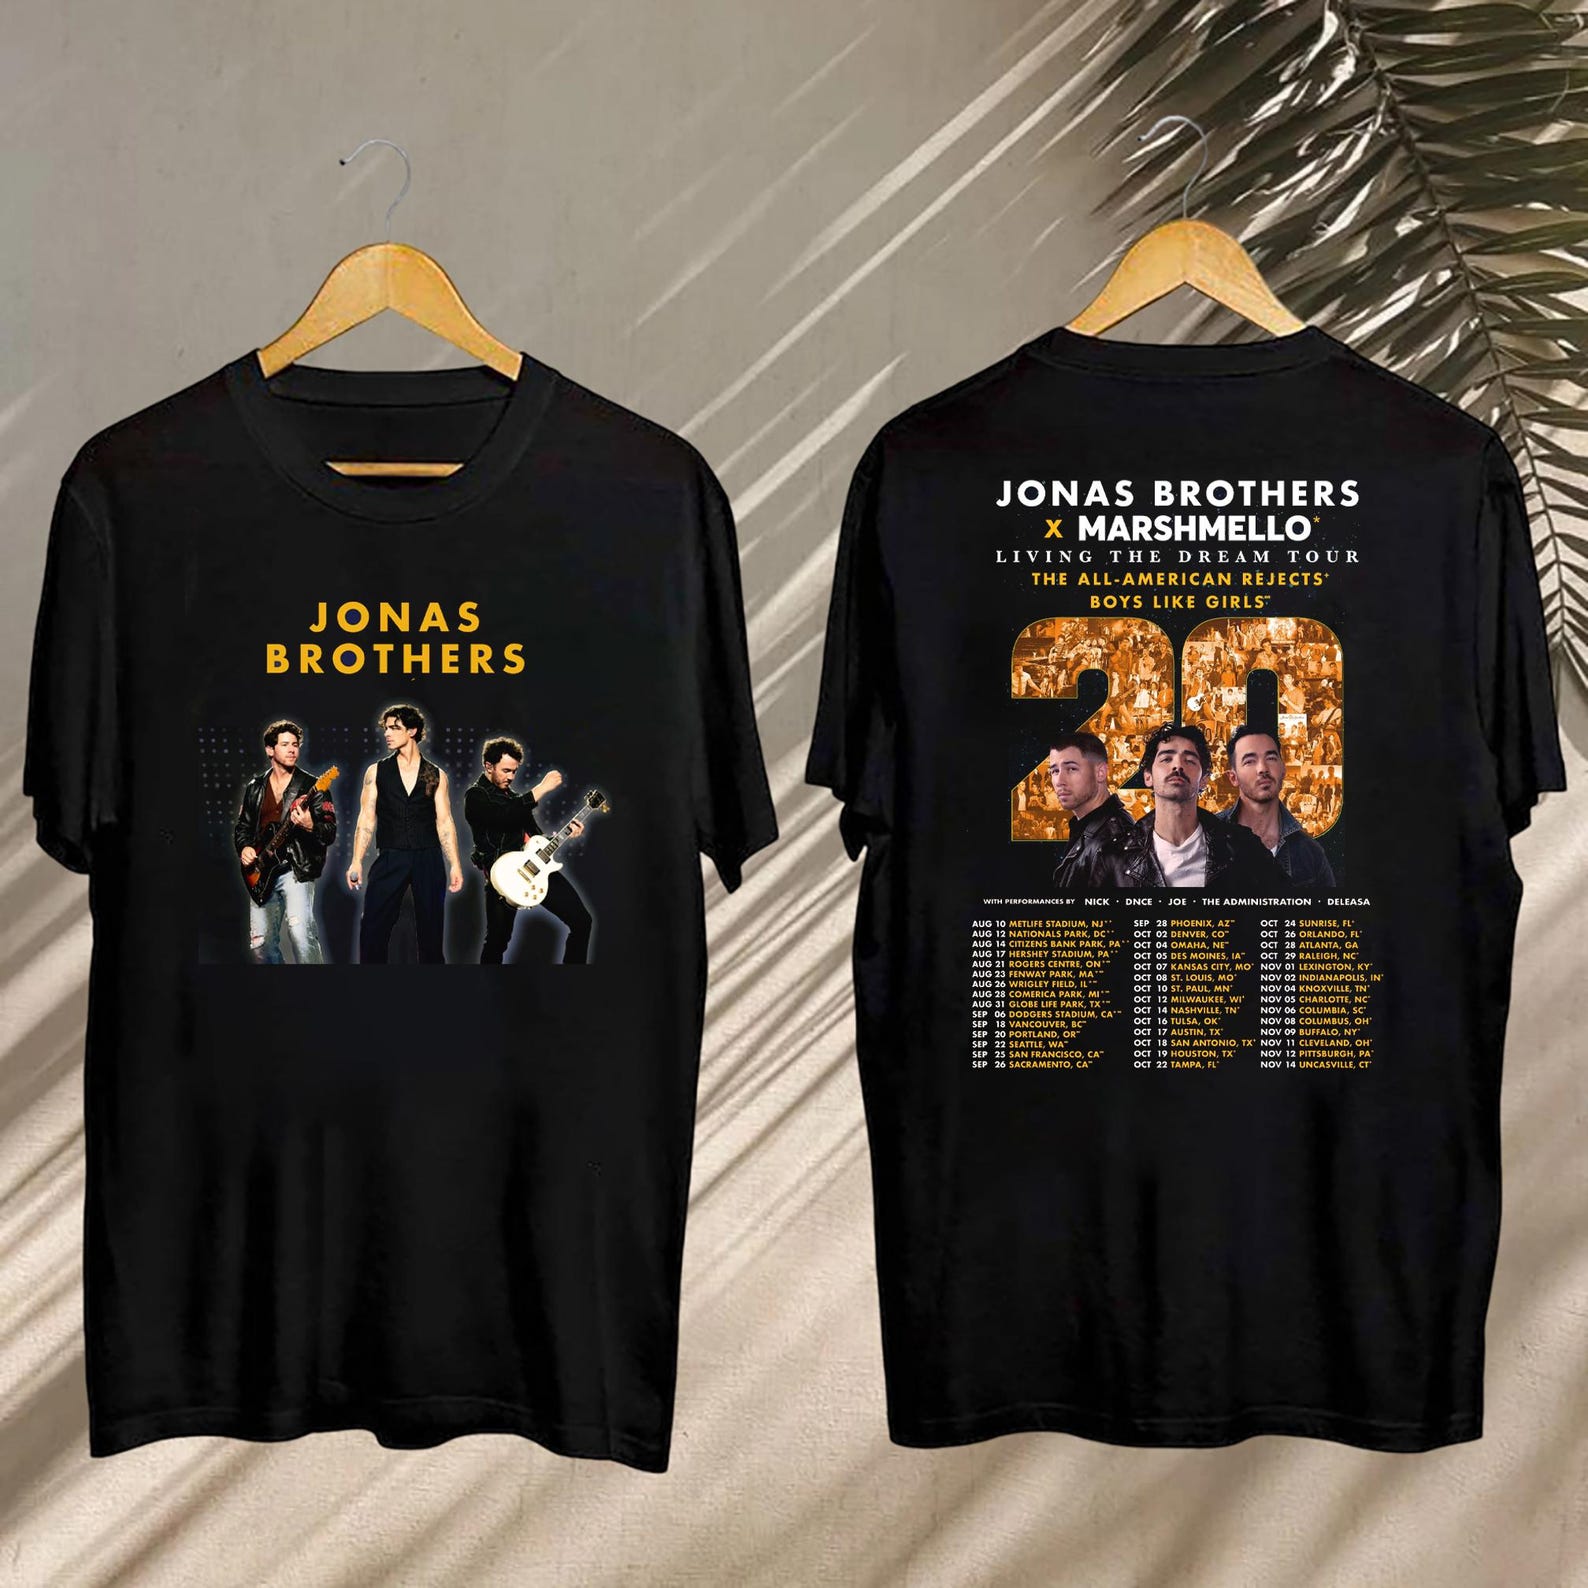 JONAS
BROTHERS
JONAS BROTHERS
X MARSHMELLO*
LIVING THE DREAM TOUR
THE ALL-AMERICAN REJECTS+
BOYS LIKE GIRLS~
20
WITH PERFORMANCES BY NICK · DNCE · JOE · THE ADMINISTRATION · DELEASA
AUG 10 METLIFE STADIUM, NJ*+
AUG 12 NATIONALS PARK, DC*+
AUG 14 CITIZENS BANK PARK, PA*+
AUG 17 HERSHEY STADIUM, PA*+
AUG 21 ROGERS CENTRE, ON*~
AUG 23 FENWAY PARK, MA*~
AUG 26 WRIGLEY FIELD, IL*+
AUG 28 COMERICA PARK, MI*~
AUG 31 GLOBE LIFE PARK, TX*~
SEP 06 DODGERS STADIUM, CA*~
SEP 18 VANCOUVER, BC~
SEP 20 PORTLAND, OR~
SEP 22 SEATTLE, WA~
SEP 25 SAN FRANCISCO, CA~
SEP 26 SACRAMENTO, CA~
SEP 28 PHOENIX, AZ~
OCT 02 DENVER, CO~
OCT 04 OMAHA, NE~
OCT 05 DES MOINES, IA~
OCT 07 KANSAS CITY, MO+
OCT 08 ST. LOUIS, MO+
OCT 10 ST. PAUL, MN+
OCT 12 MILWAUKEE, WI+
OCT 14 NASHVILLE, TN+
OCT 16 TULSA, OK+
OCT 17 AUSTIN, TX+
OCT 18 SAN ANTONIO, TX+
OCT 19 HOUSTON, TX+
OCT 22 TAMPA, FL+
OCT 24 SUNRISE, FL+
OCT 26 ORLANDO, FL+
OCT 28 ATLANTA, GA
OCT 29 RALEIGH, NC+
NOV 01 LEXINGTON, KY+
NOV 02 INDIANAPOLIS, IN+
NOV 04 KNOXVILLE, TN+
NOV 05 CHARLOTTE, NC+
NOV 06 COLUMBIA, SC+
NOV 08 COLUMBUS, OH+
NOV 09 BUFFALO, NY+
NOV 11 CLEVELAND, OH+
NOV 12 PITTSBURGH, PA+
NOV 14 UNCASVILLE, CT+